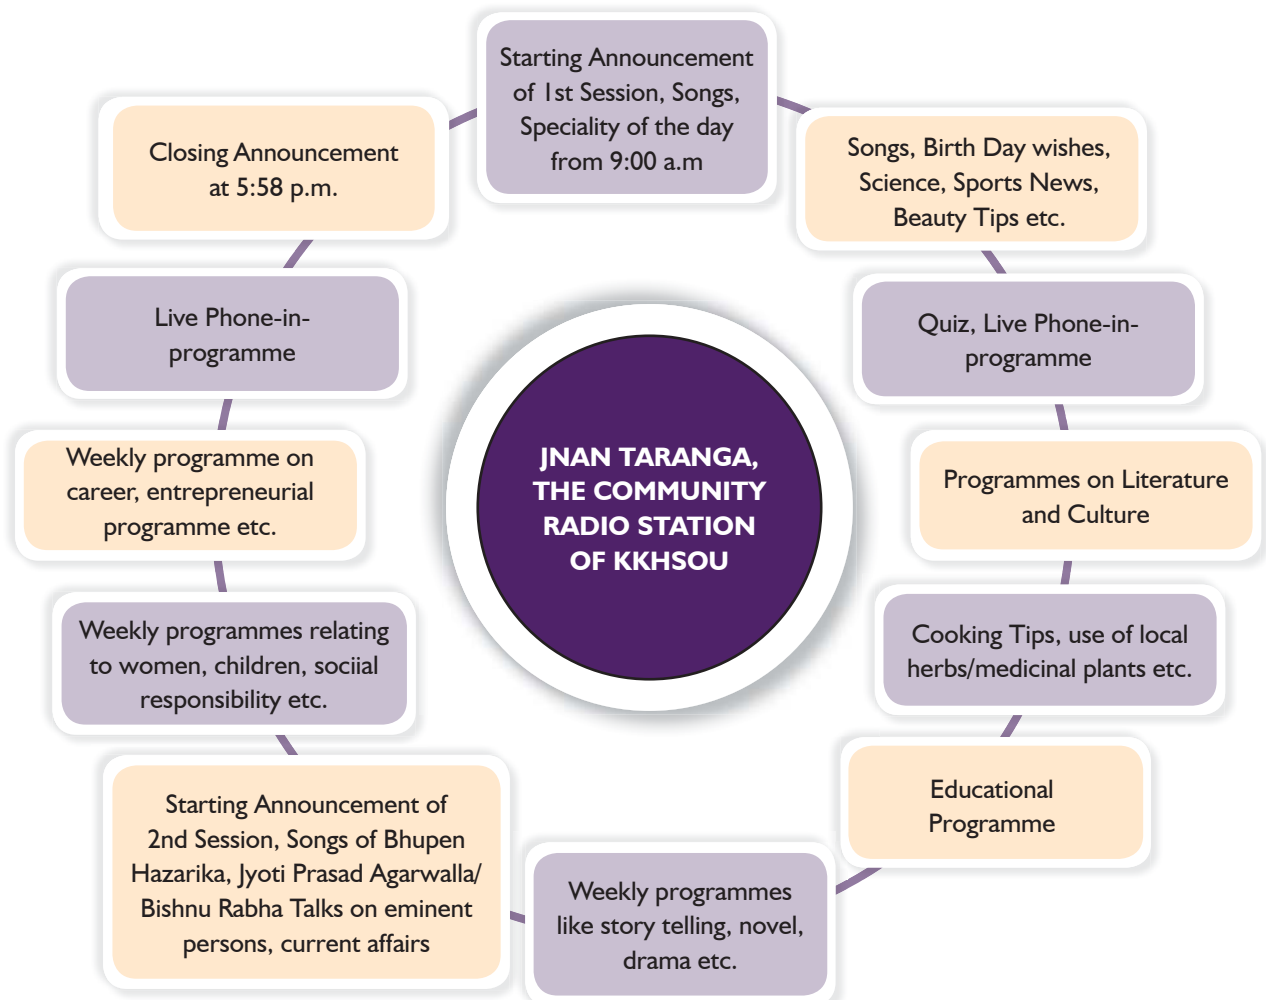 Starting Announcement
of 1st Session, Songs,
Speciality of the day
from 9:00 a.m
Songs, Birth Day wishes,
Science, Sports News,
Beauty Tips etc.
Quiz, Live Phone-in-
programme
Programmes on Literature
and Culture
Cooking Tips, use of local
herbs/medicinal plants etc.
Educational
Programme
Weekly programmes
like story telling, novel,
drama etc.
Starting Announcement of
2nd Session, Songs of Bhupen
Hazarika, Jyoti Prasad Agarwalla/
Bishnu Rabha Talks on eminent
persons, current affairs
Weekly programmes relating
to women, children, sociial
responsibility etc.
Weekly programme on
career, entrepreneurial
programme etc.
Live Phone-in-
programme
Closing Announcement
at 5:58 p.m.
JNAN TARANGA,
THE COMMUNITY
RADIO STATION
OF KKHSOU